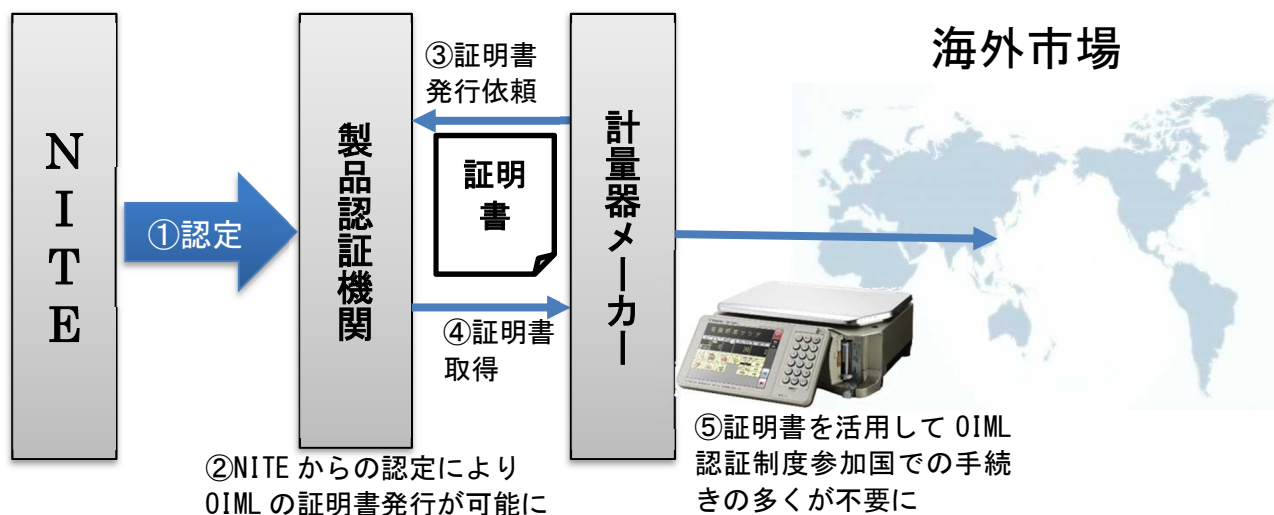 海外市場
NITE
①認定
製品認証機関
③証明書
発行依頼
証明
書
④証明書
取得
計量器メーカー
②NITE からの認定により
OIML の証明書発行が可能に
⑤証明書を活用して OIML
認証制度参加国での手続
きの多くが不要に